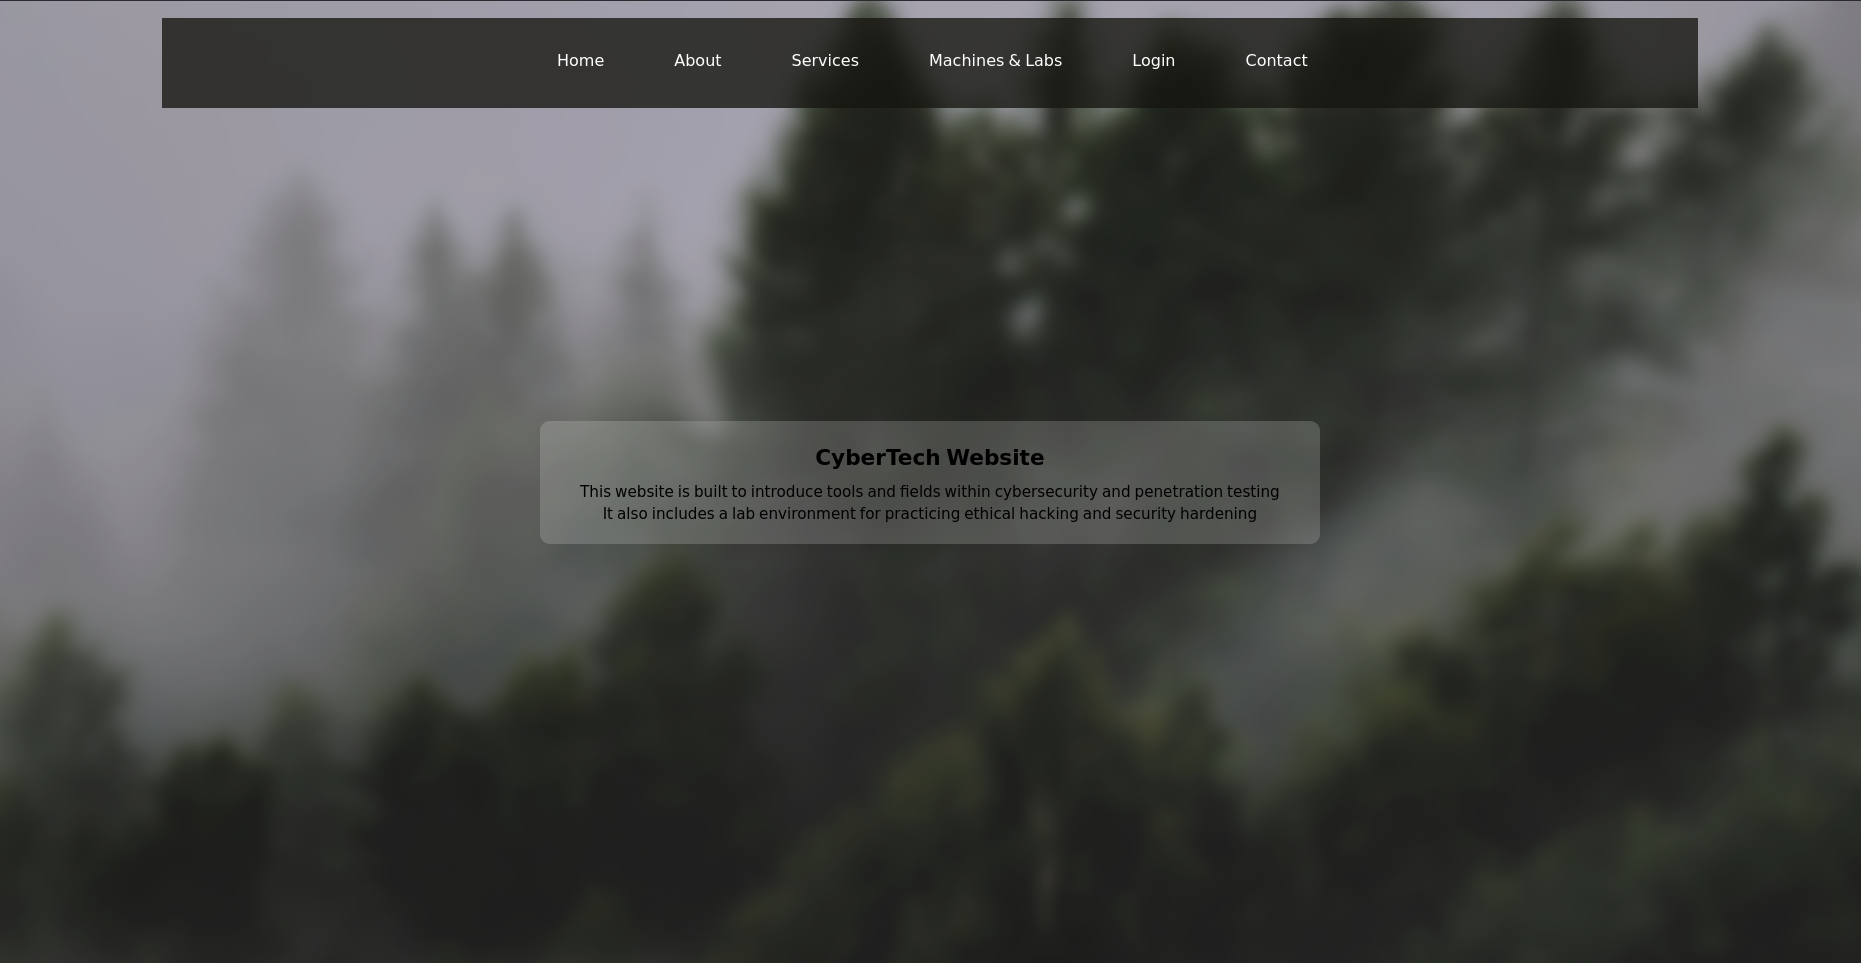 Home About Services Machines & Labs Login Contact
CyberTech Website
This website is built to introduce tools and fields within cybersecurity and penetration testing
It also includes a lab environment for practicing ethical hacking and security hardening